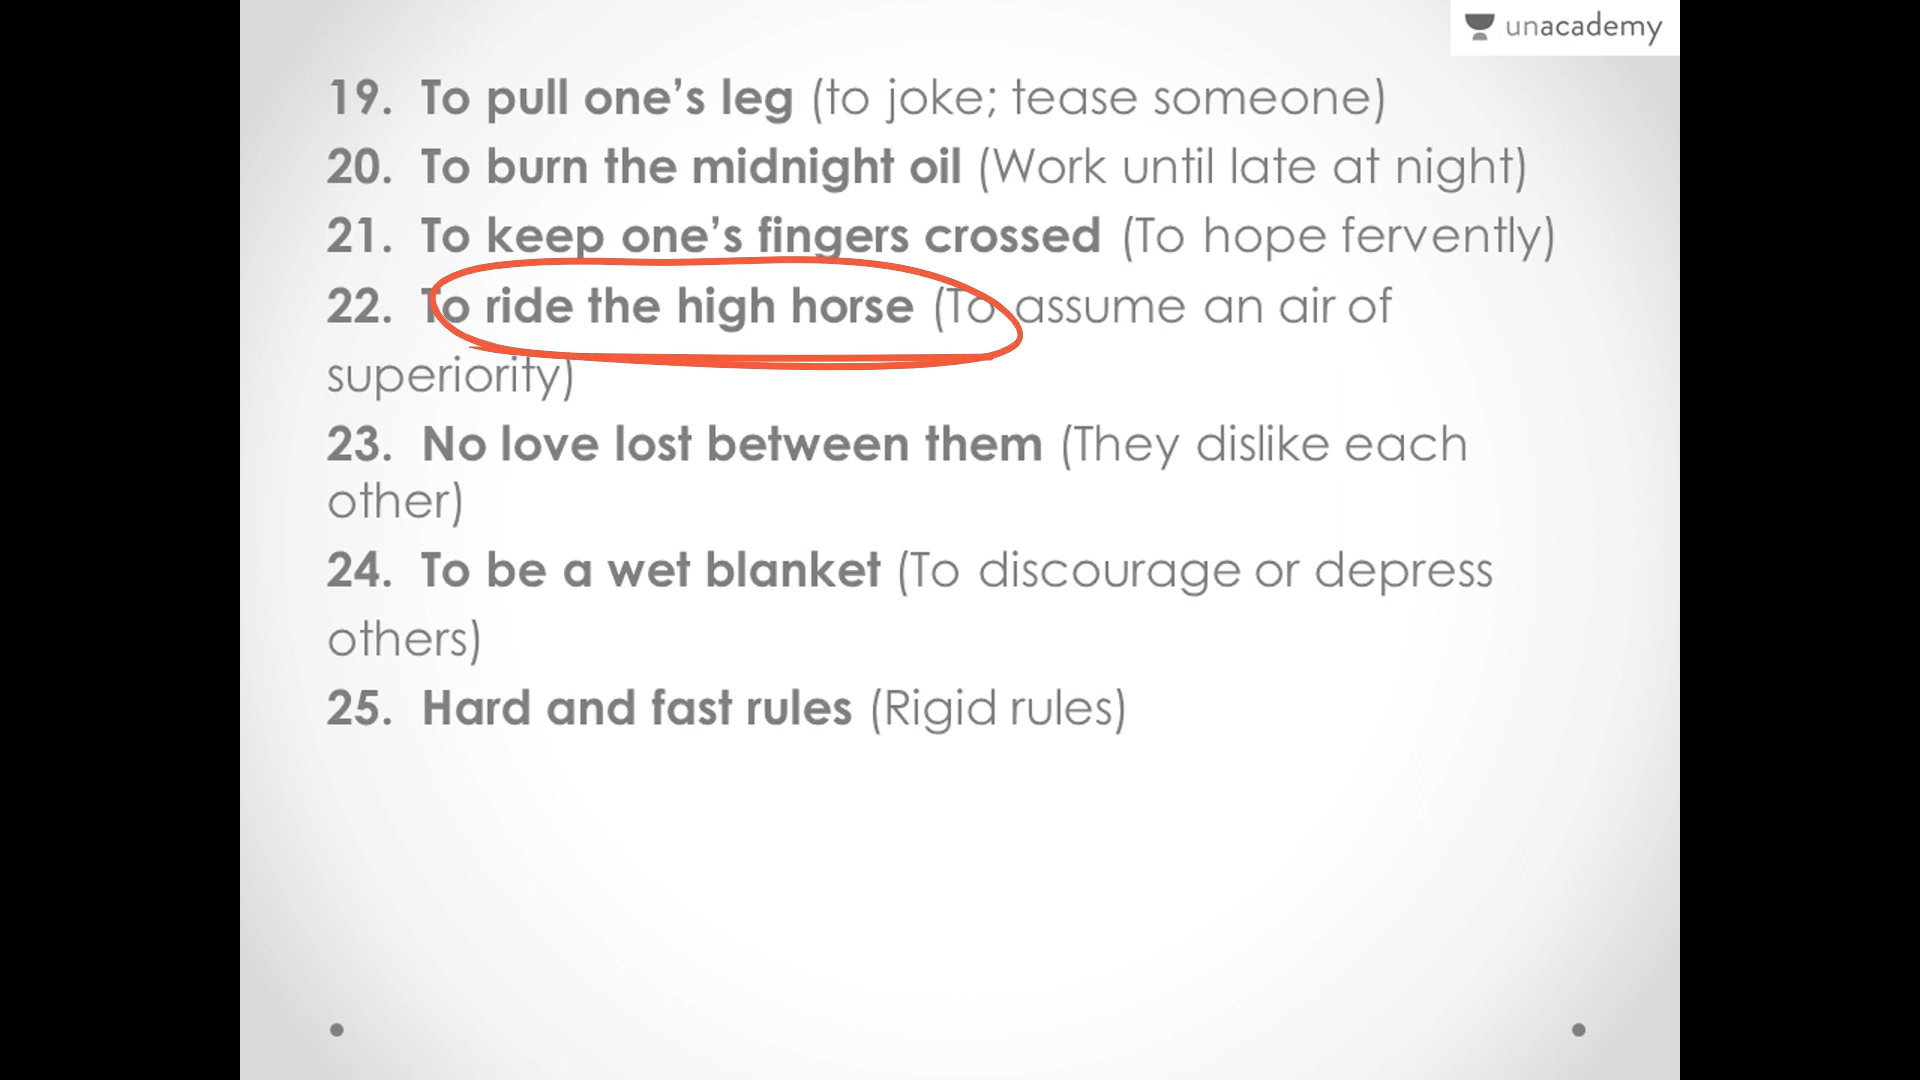 unacademy
19. To pull one’s leg (to joke; tease someone)
20. To burn the midnight oil (Work until late at night)
21. To keep one’s fingers crossed (To hope fervently)
22. To ride the high horse (To assume an air of
superiority)
23. No love lost between them (They dislike each
other)
24. To be a wet blanket (To discourage or depress
others)
25. Hard and fast rules (Rigid rules)